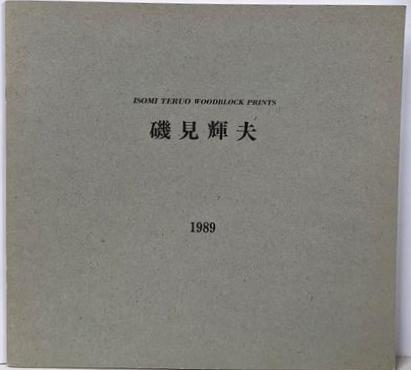 ISOMI TERUO WOODBLOCK PRINTS
磯見輝夫
1989